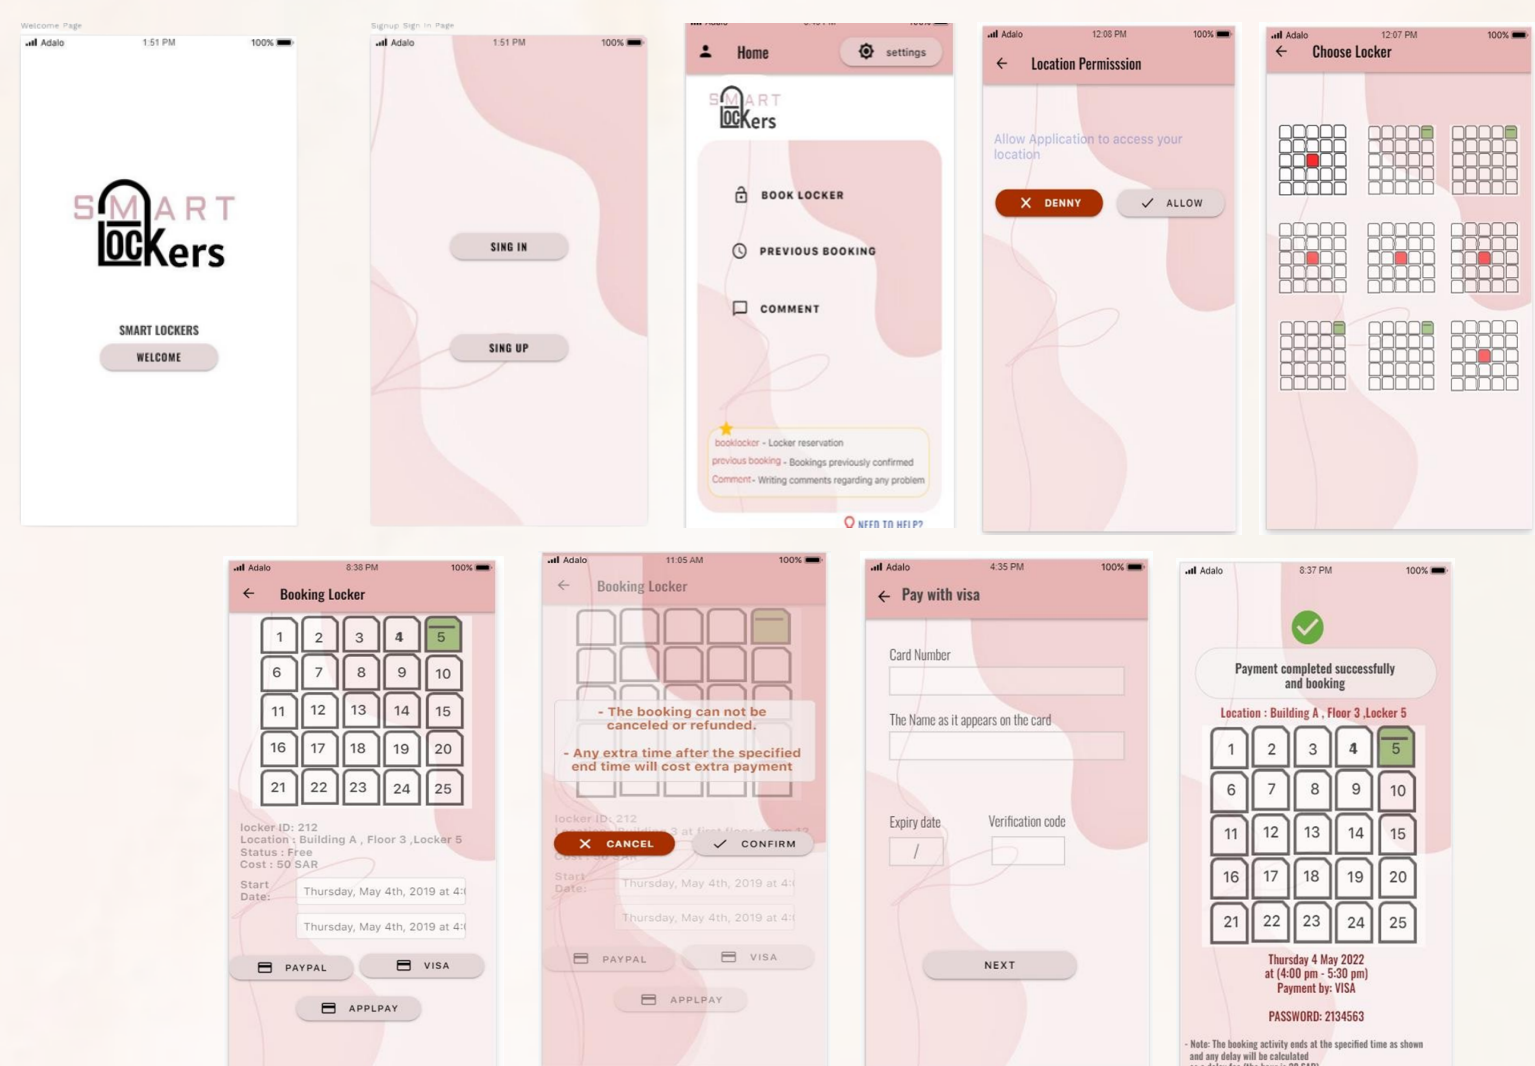 Welcome Page
Adalo 1:51 PM 100%
SMART
LOCKers
SMART LOCKERS
WELCOME
Signup Sign In Page
Adalo 1:51 PM 100%
SING IN
SING UP
Home
settings
SMART
LOCKers
BOOK LOCKER
PREVIOUS BOOKING
COMMENT
booklocker - Locker reservation
previous booking - Bookings previously confirmed
Comment- Writing comments regarding any problem
NEED TO HELP?
Adalo 12:08 PM 100%
Location Permisssion
Allow Application to access your
location
DENNY
ALLOW
Adalo 12:07 PM 100%
Choose Locker
Adalo 8:38 PM 100%
Booking Locker
1 2 3 4 5
6 7 8 9 10
11 12 13 14 15
16 17 18 19 20
21 22 23 24 25
locker ID: 212
Location : Building A , Floor 3 ,Locker 5
Status : Free
Cost : 50 SAR
Start
Date:
Thursday, May 4th, 2019 at 4:
Thursday, May 4th, 2019 at 4:
PAYPAL
VISA
APPLPAY
Adalo 11:05 AM 100%
Booking Locker
- The booking can not be
canceled or refunded.
- Any extra time after the specified
end time will cost extra payment
locker ID: 212
CANCEL
CONFIRM
Start
Date:
Thursday, May 4th, 2019 at 4:
Thursday, May 4th, 2019 at 4:
PAYPAL
VISA
APPLPAY
Adalo 4:35 PM 100%
Pay with visa
Card Number
The Name as it appears on the card
Expiry date
Verification code
/
NEXT
Adalo 8:37 PM 100%
Payment completed successfully
and booking
Location : Building A , Floor 3 ,Locker 5
1 2 3 4 5
6 7 8 9 10
11 12 13 14 15
16 17 18 19 20
21 22 23 24 25
Thursday 4 May 2022
at (4:00 pm - 5:30 pm)
Payment by: VISA
PASSWORD: 2134563
- Note: The booking activity ends at the specified time as shown
and any delay will be calculated